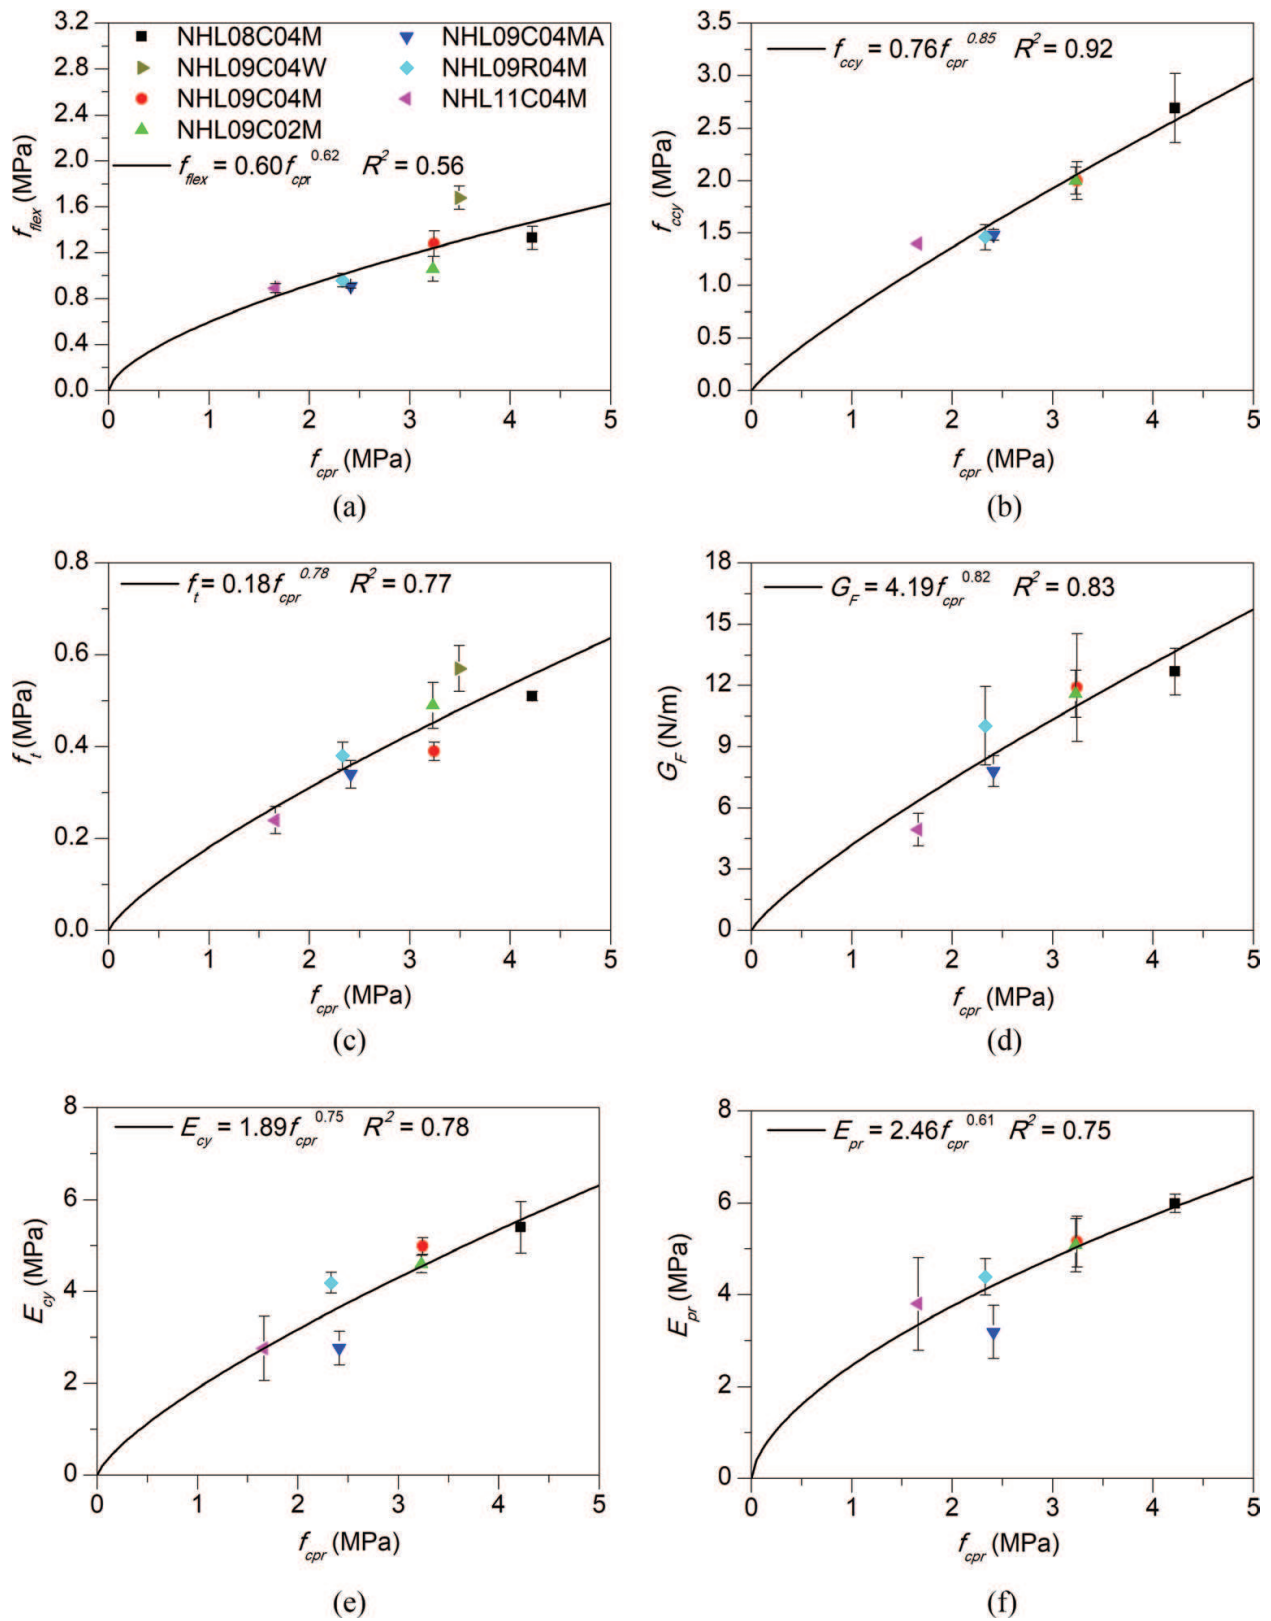 3.2
2.8
2.4
2.0
1.6
1.2
0.8
0.4
0.0
f_flex (MPa)
NHL08C04M
NHL09C04W
NHL09C04M
NHL09C02M
NHL09C04MA
NHL09R04M
NHL11C04M
f_flex = 0.60f_cpr^0.62 R^2 = 0.56
0 1 2 3 4 5
f_cpr (MPa)
(a)
3.5
3.0
2.5
2.0
1.5
1.0
0.5
0.0
f_ccy (MPa)
f_ccy = 0.76f_cpr^0.85 R^2 = 0.92
0 1 2 3 4 5
f_cpr (MPa)
(b)
0.8
0.6
0.4
0.2
0.0
f_t (MPa)
f_t = 0.18f_cpr^0.78 R^2 = 0.77
0 1 2 3 4 5
f_cpr (MPa)
(c)
18
15
12
9
6
3
0
G_F (N/m)
G_F = 4.19f_cpr^0.82 R^2 = 0.83
0 1 2 3 4 5
f_cpr (MPa)
(d)
8
6
4
2
0
E_cy (MPa)
E_cy = 1.89f_cpr^0.75 R^2 = 0.78
0 1 2 3 4 5
f_cpr (MPa)
(e)
8
6
4
2
0
E_pr (MPa)
E_pr = 2.46f_cpr^0.61 R^2 = 0.75
0 1 2 3 4 5
f_cpr (MPa)
(f)